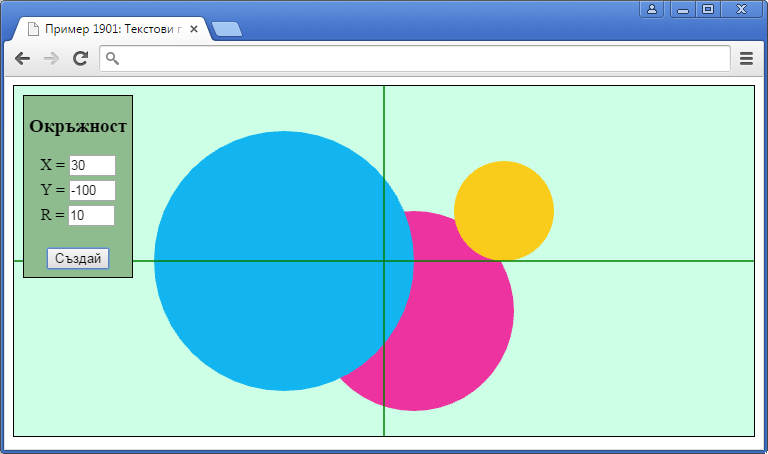 Пример 1901: Текстови п
Окръжност
X = 30
Y = -100
R = 10
Създай